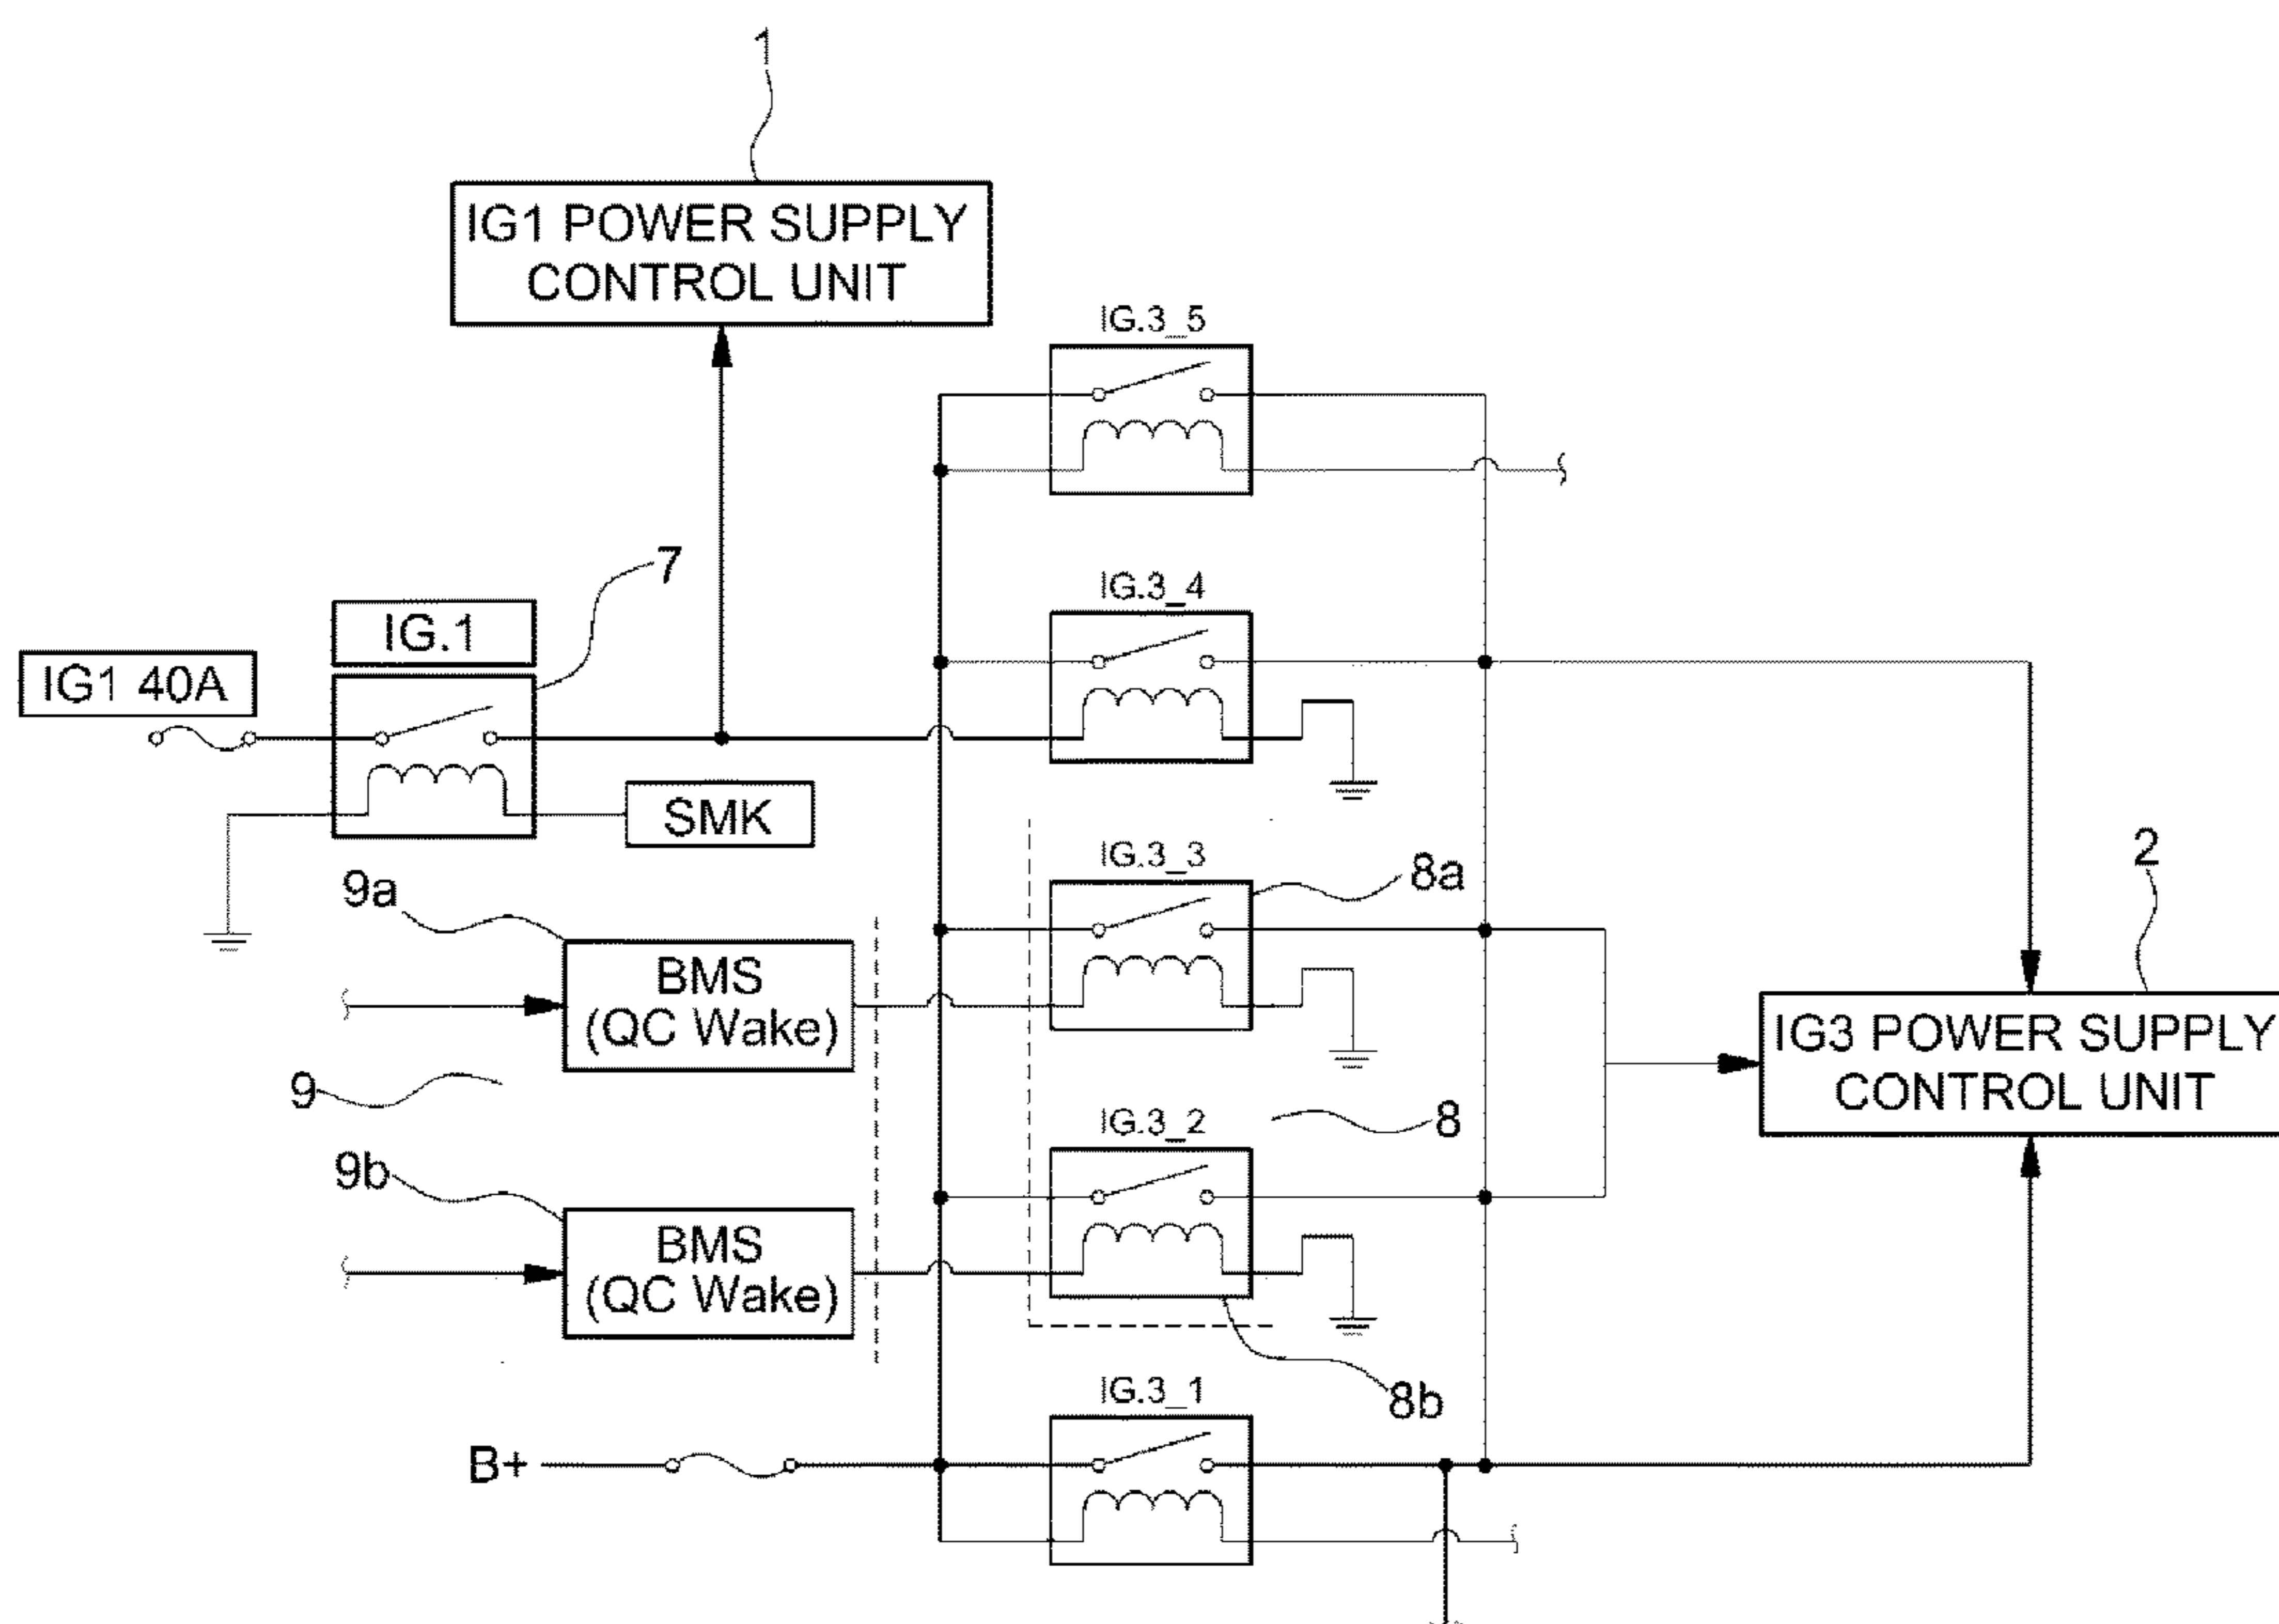 1
IG1 POWER SUPPLY
CONTROL UNIT
IG.3_5
7
IG.3_4
IG.1
IG1 40A
SMK
IG.3_3
8a
2
9a
BMS
(QC Wake)
IG3 POWER SUPPLY
CONTROL UNIT
9
8
IG.3_2
9b
BMS
(QC Wake)
IG.3_1
8b
B+